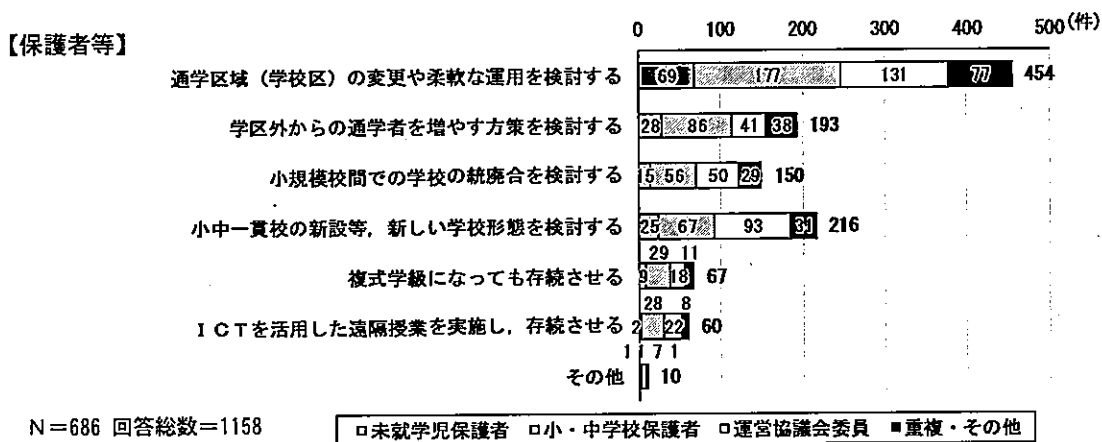 【保護者等】
0 100 200 300 400 500(件)
通学区域（学校区）の変更や柔軟な運用を検討する 69 177 131 77 454
学区外からの通学者を増やす方策を検討する 28 86 41 38 193
小規模校間での学校の統廃合を検討する 15 56 50 29 150
小中一貫校の新設等，新しい学校形態を検討する 25 67 93 31 216
29 11
複式学級になっても存続させる 9 18 67
28 8
ＩＣＴを活用した遠隔授業を実施し，存続させる 2 22 60
1 1 7 1
その他 10
Ｎ＝686 回答総数＝1158
□未就学児保護者 □小・中学校保護者 □運営協議会委員 ■重複・その他